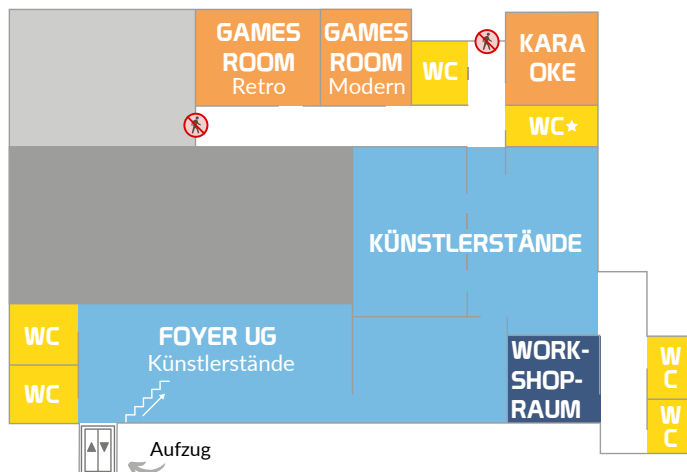 GAMES
ROOM
Retro
GAMES
ROOM
Modern
WC
KARA
OKE
WC★
KÜNSTLERSTÄNDE
WC
WC
FOYER UG
Künstlerstände
WORK-
SHOP-
RAUM
W
C
W
C
Aufzug